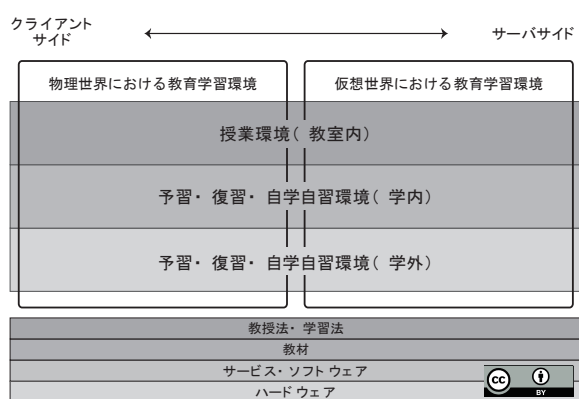 クライアント
サイド
サーバサイド
物理世界における教育学習環境
仮想世界における教育学習環境
授業環境( 教室内)
予習・ 復習・ 自学自習環境( 学内)
予習・ 復習・ 自学自習環境( 学外)
教授法・ 学習法
教材
サービス・ソフトウェア
ハードウェア
cc
BY